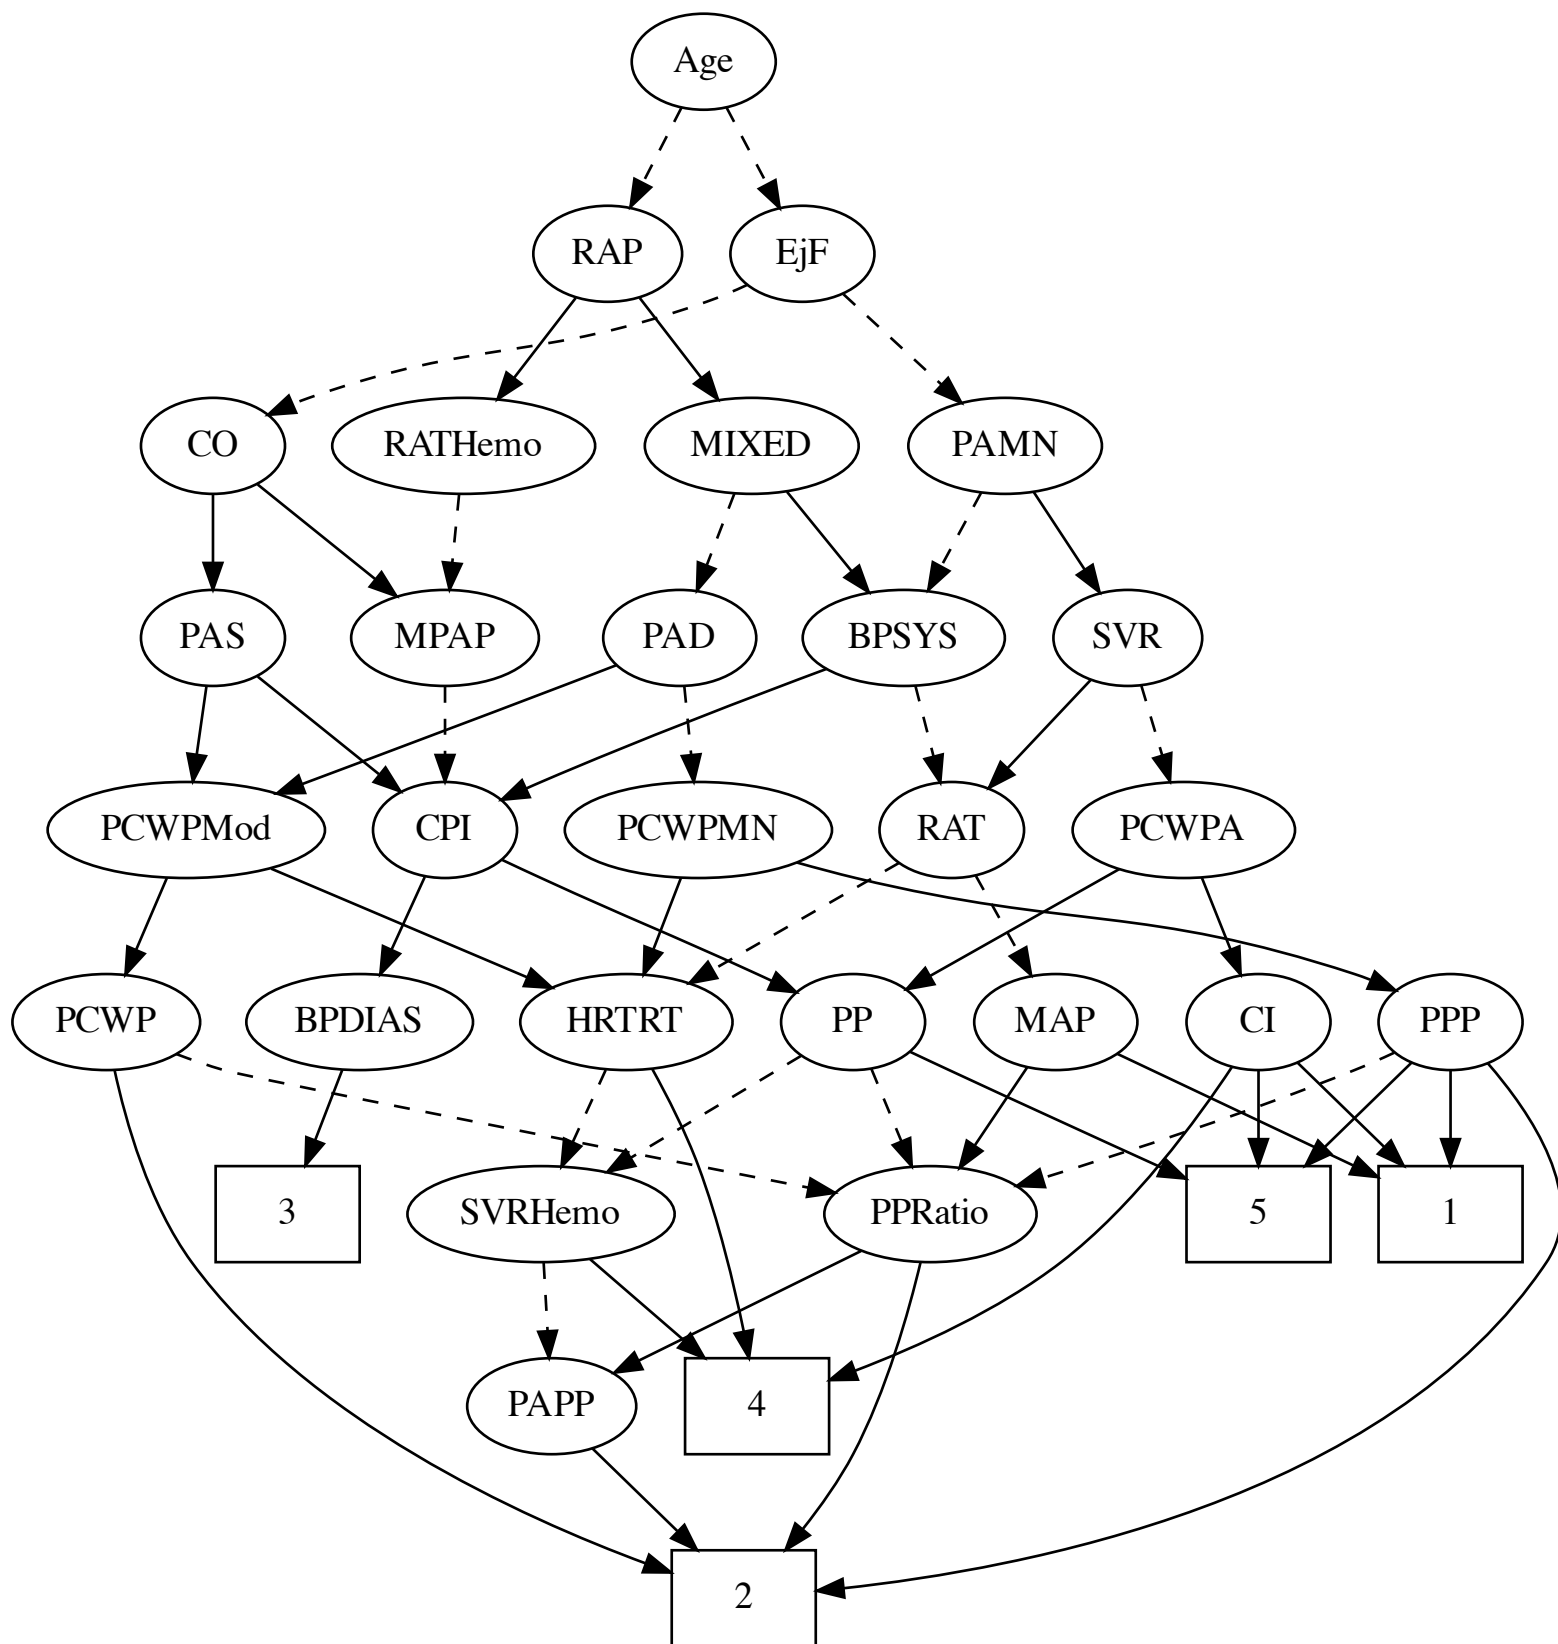 Age
RAP
EjF
CO
RATHemo
MIXED
PAMN
PAS
MPAP
PAD
BPSYS
SVR
PCWPMod
CPI
PCWPMN
RAT
PCWPA
PCWP
BPDIAS
HRTRT
PP
MAP
CI
PPP
3
SVRHemo
PPRatio
5
1
PAPP
4
2